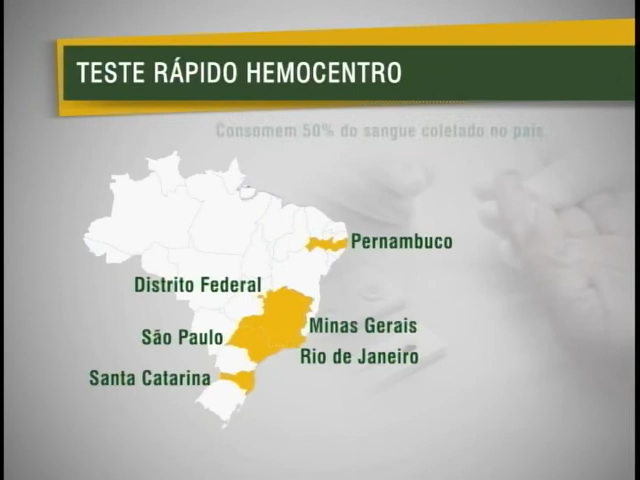 TESTE RÁPIDO HEMOCENTRO
Consomem 50% do sangue coletado no país
Pernambuco
Distrito Federal
Minas Gerais
São Paulo
Rio de Janeiro
Santa Catarina